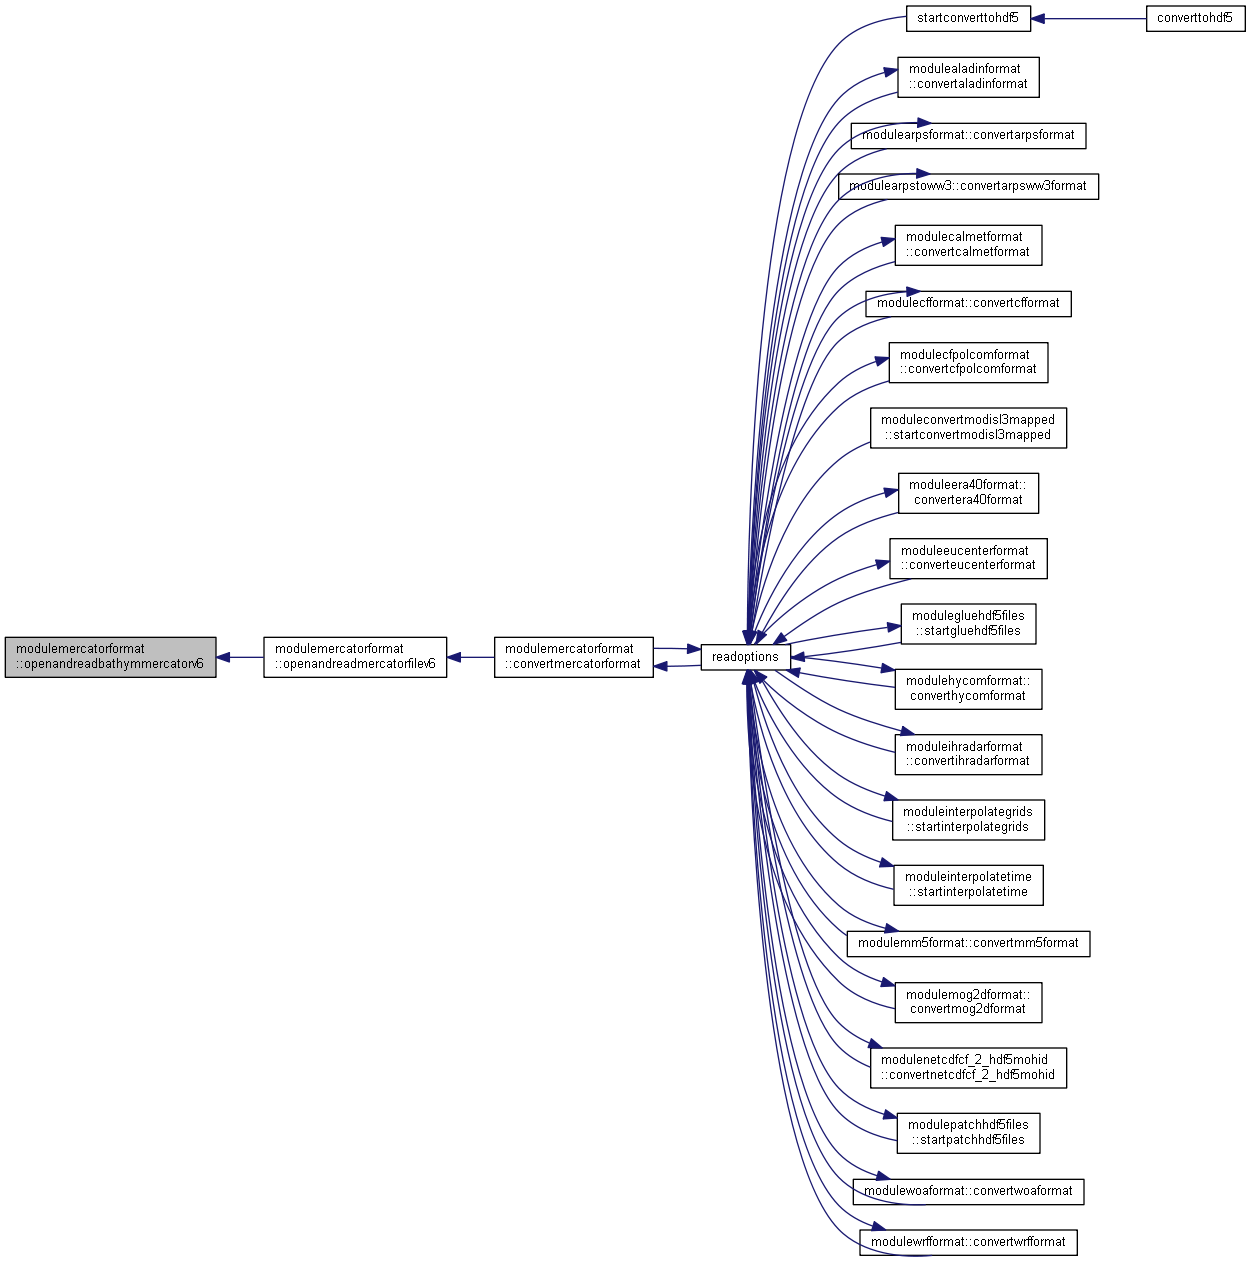 startconverttohdf5
converttohdf5
modulealadinformat
::convertaladinformat
modulearpsformat::convertarpsformat
modulearpstoww3::convertarpsww3format
modulecalmetformat
::convertcalmetformat
modulecfformat::convertcfformat
modulecfpolcomformat
::convertcfpolcomformat
moduleconvertmodisl3mapped
::startconvertmodisl3mapped
moduleera40format::
convertera40format
moduleeucenterformat
::converteucenterformat
modulegluehdf5files
::startgluehdf5files
modulemercatorformat
::openandreadbathymmercatorv6
modulemercatorformat
::openandreadmercatorfilev6
modulemercatorformat
::convertmercatorformat
readoptions
modulehycomformat::
converthycomformat
moduleihradarformat
::convertihradarformat
moduleinterpolategrids
::startinterpolategrids
moduleinterpolatetime
::startinterpolatetime
modulemm5format::convertmm5format
modulemog2dformat::
convertmog2dformat
modulenetcdfcf_2_hdf5mohid
::convertnetcdfcf_2_hdf5mohid
modulepatchhdf5files
::startpatchhdf5files
modulewoaformat::convertwoaformat
modulewrfformat::convertwrfformat